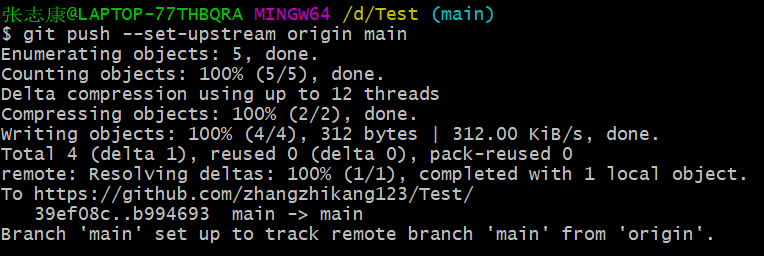 张志康@LAPTOP-77THBQRA MINGW64 /d/Test (main)
$ git push --set-upstream origin main
Enumerating objects: 5, done.
Counting objects: 100% (5/5), done.
Delta compression using up to 12 threads
Compressing objects: 100% (2/2), done.
Writing objects: 100% (4/4), 312 bytes | 312.00 KiB/s, done.
Total 4 (delta 1), reused 0 (delta 0), pack-reused 0
remote: Resolving deltas: 100% (1/1), completed with 1 local object.
To https://github.com/zhangzhikang123/Test/
   39ef08c..b994693  main -> main
Branch 'main' set up to track remote branch 'main' from 'origin'.